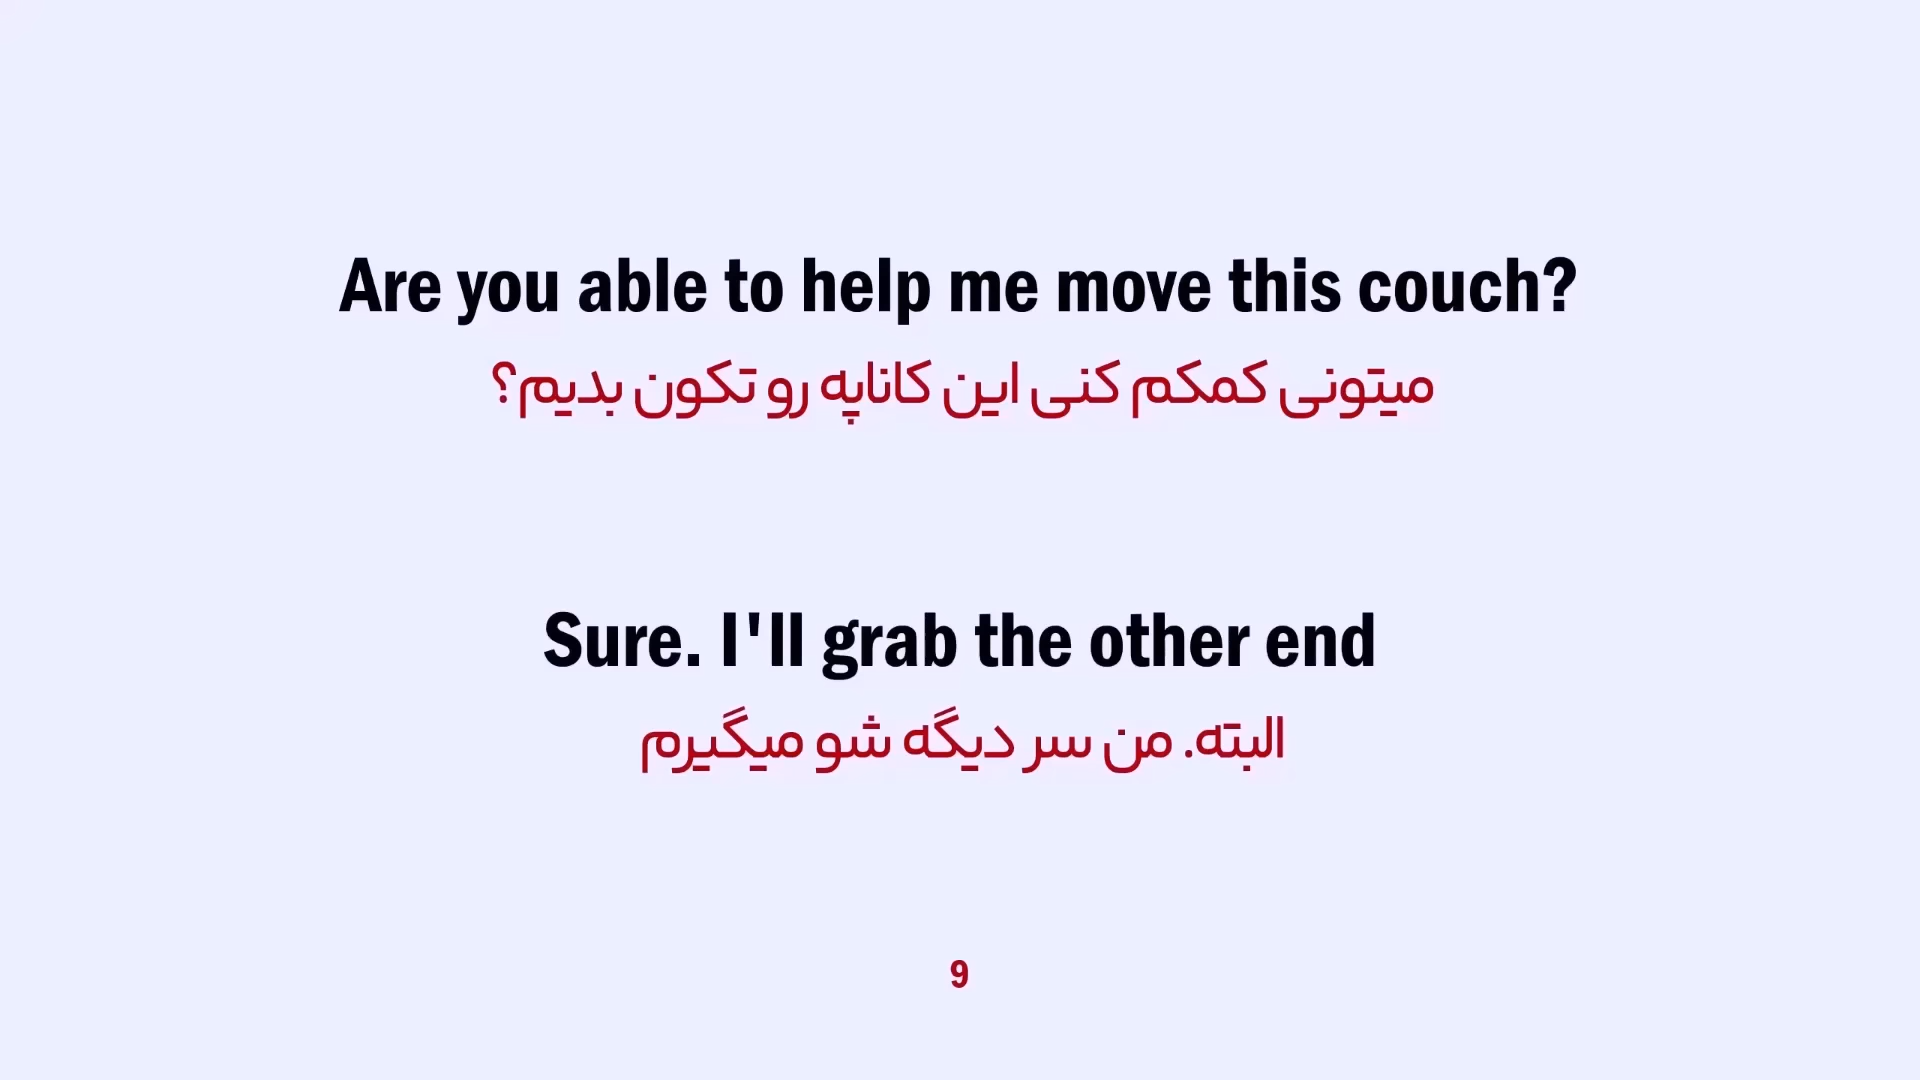 Are you able to help me move this couch?
میتونی کمکم کنی این کاناپه رو تکون بدیم؟
Sure. I'll grab the other end
البته. من سر دیگه شو میگیرم
9